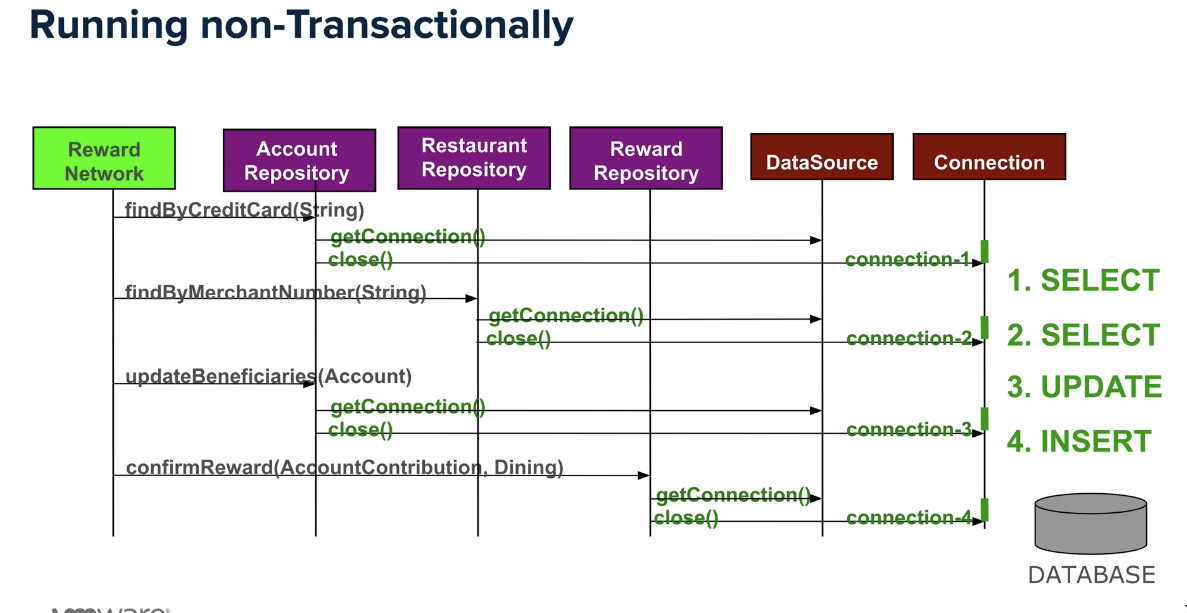 Running non-Transactionally
Reward
Network
Account
Repository
Restaurant
Repository
Reward
Repository
DataSource
Connection
findByCreditCard(String)
getConnection()
close()
connection-1
1. SELECT
findByMerchantNumber(String)
getConnection()
close()
connection-2
2. SELECT
updateBeneficiaries(Account)
3. UPDATE
getConnection()
close()
connection-3
4. INSERT
confirmReward(AccountContribution, Dining)
getConnection()
close()
connection-4
DATABASE
vmware®